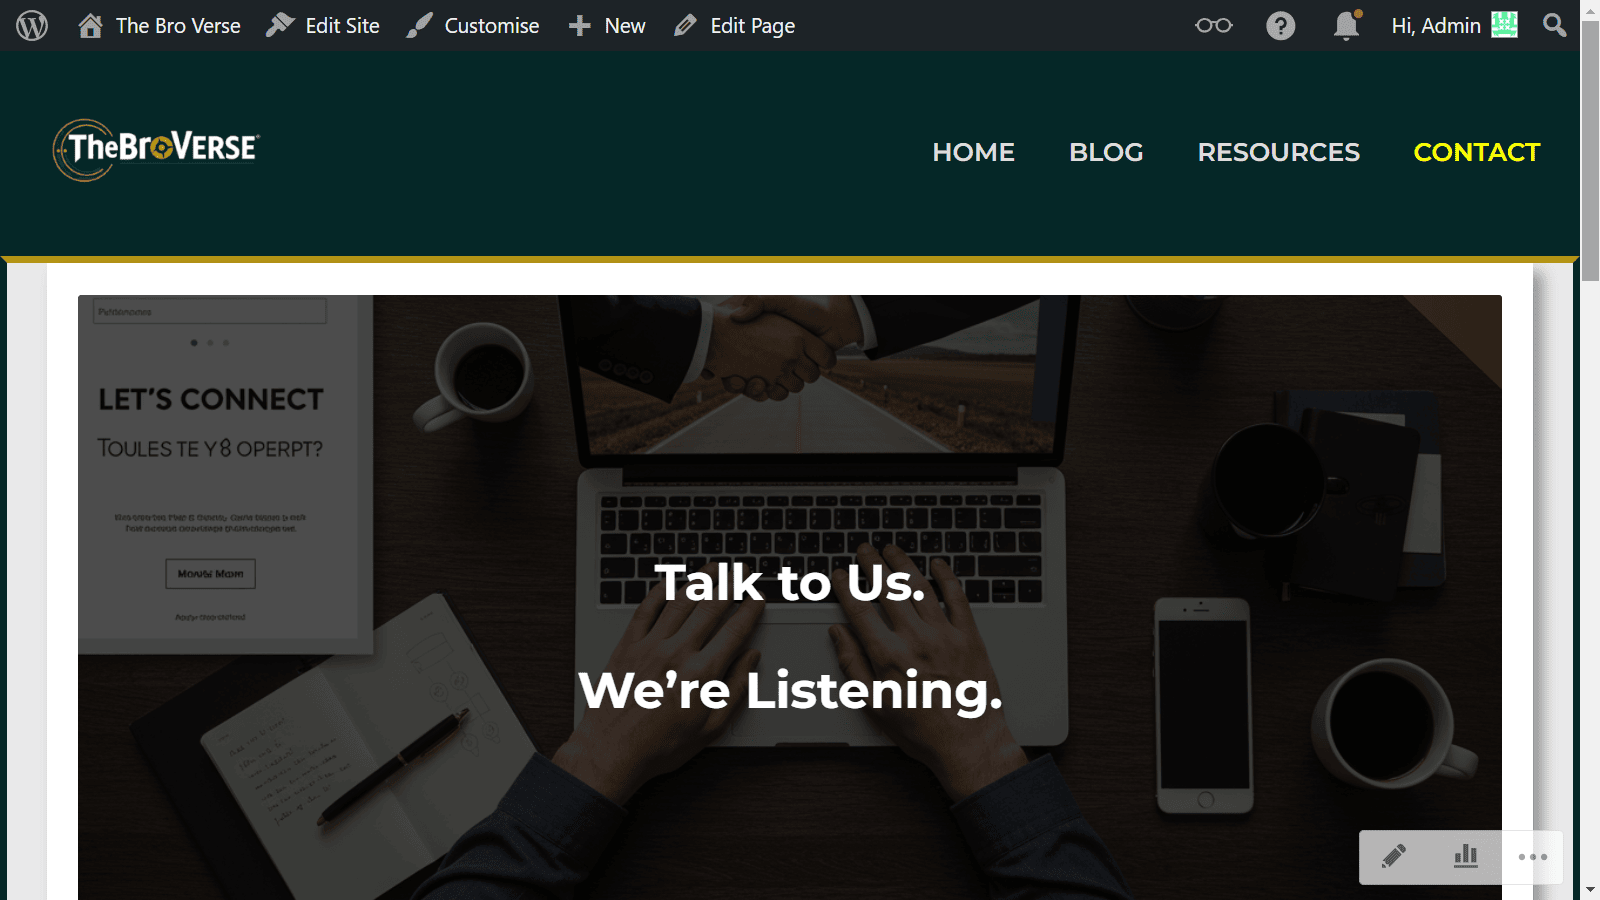 The Bro Verse Edit Site Customise New Edit Page Hi, Admin
TheBroVERSE
HOME BLOG RESOURCES CONTACT
LET'S CONNECT
TOULES TE Y8 OPERPT?
Talk to Us.
We’re Listening.